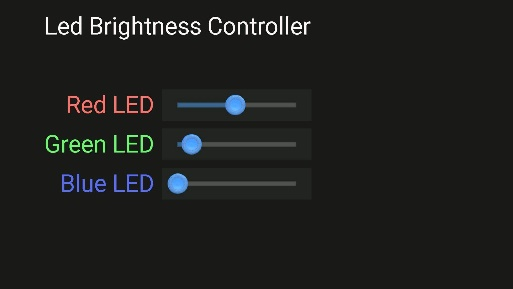 Led Brightness Controller
Red LED
Green LED
Blue LED